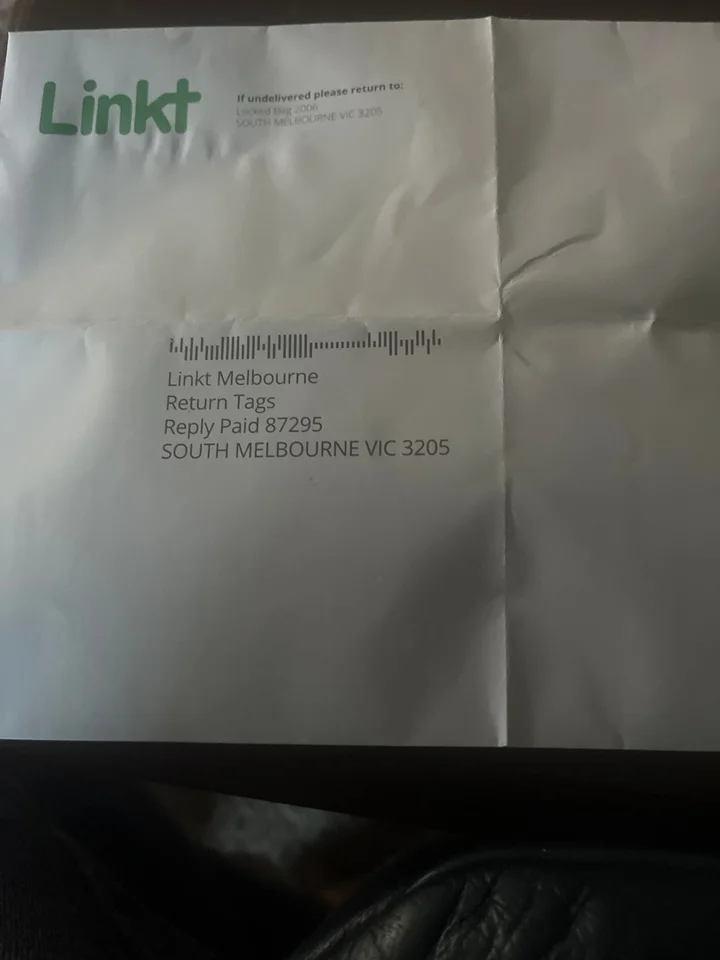 Linkt
If undelivered please return to:
Locked Bag 2006
SOUTH MELBOURNE VIC 3205
Linkt Melbourne
Return Tags
Reply Paid 87295
SOUTH MELBOURNE VIC 3205